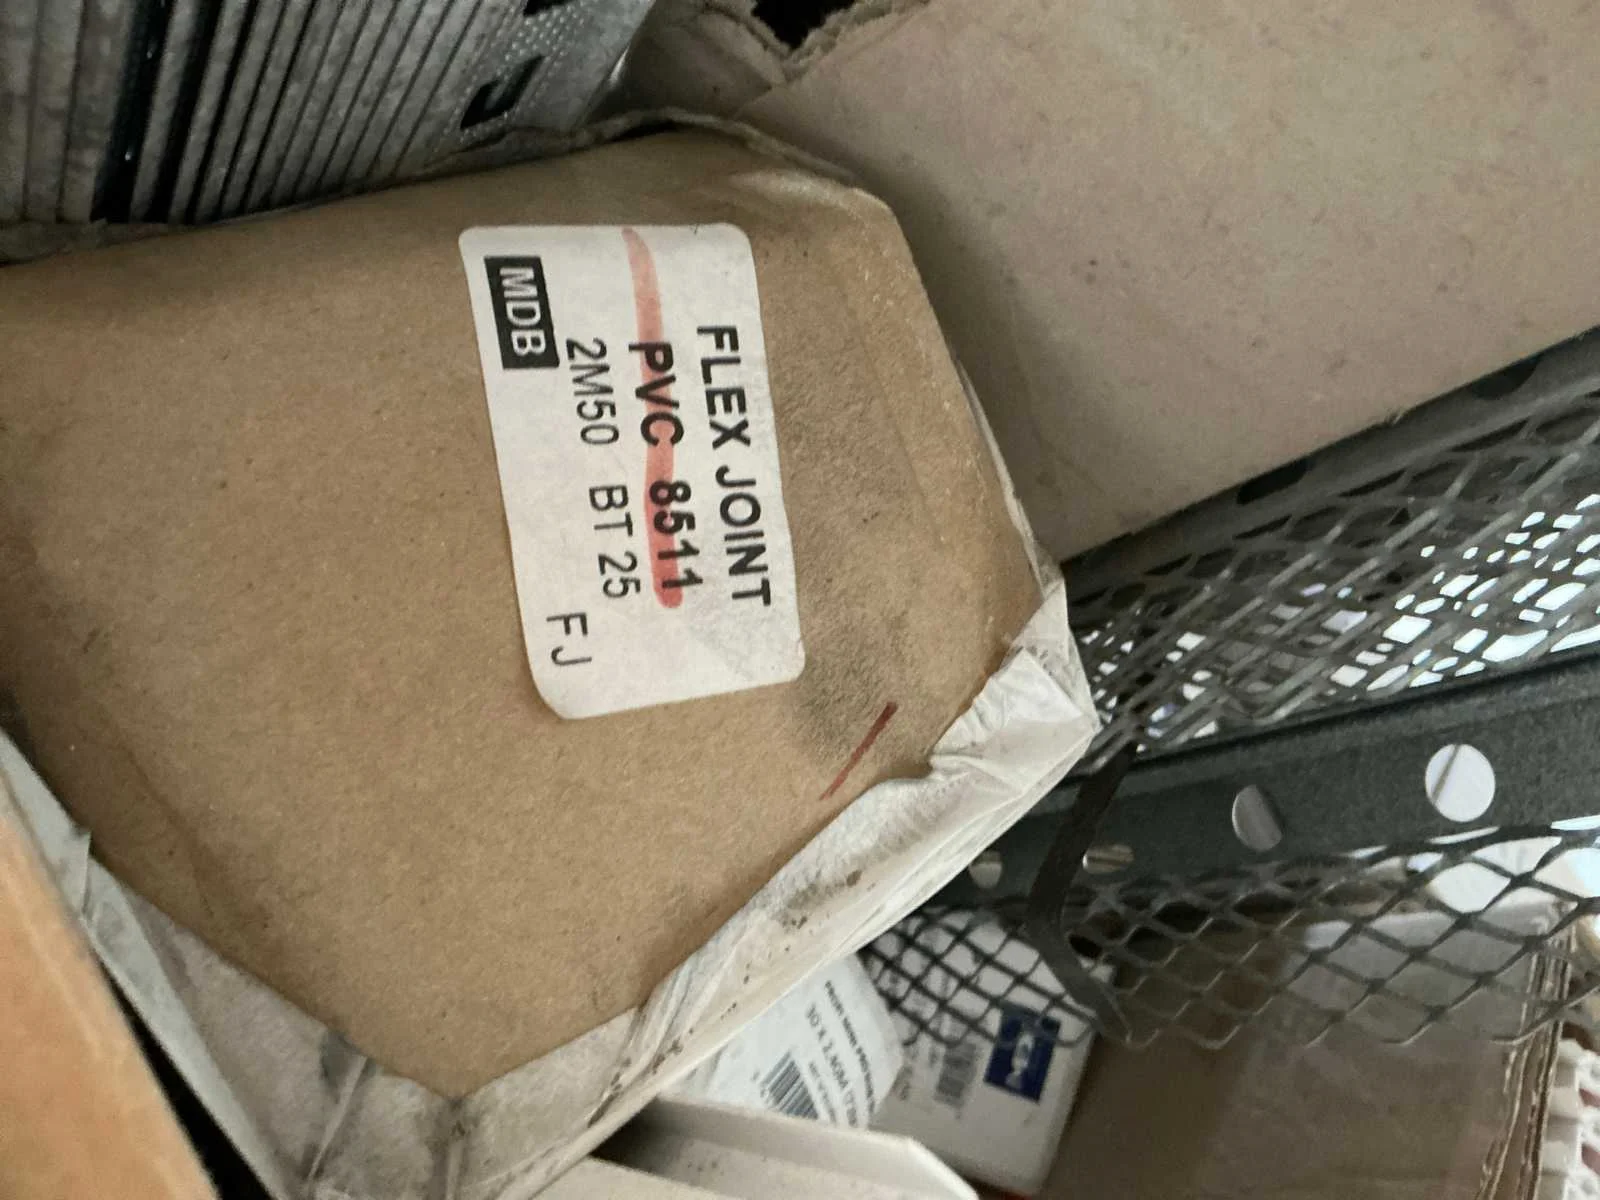 FLEX JOINT
PVC 8511
2M50 BT 25
MDB
FJ